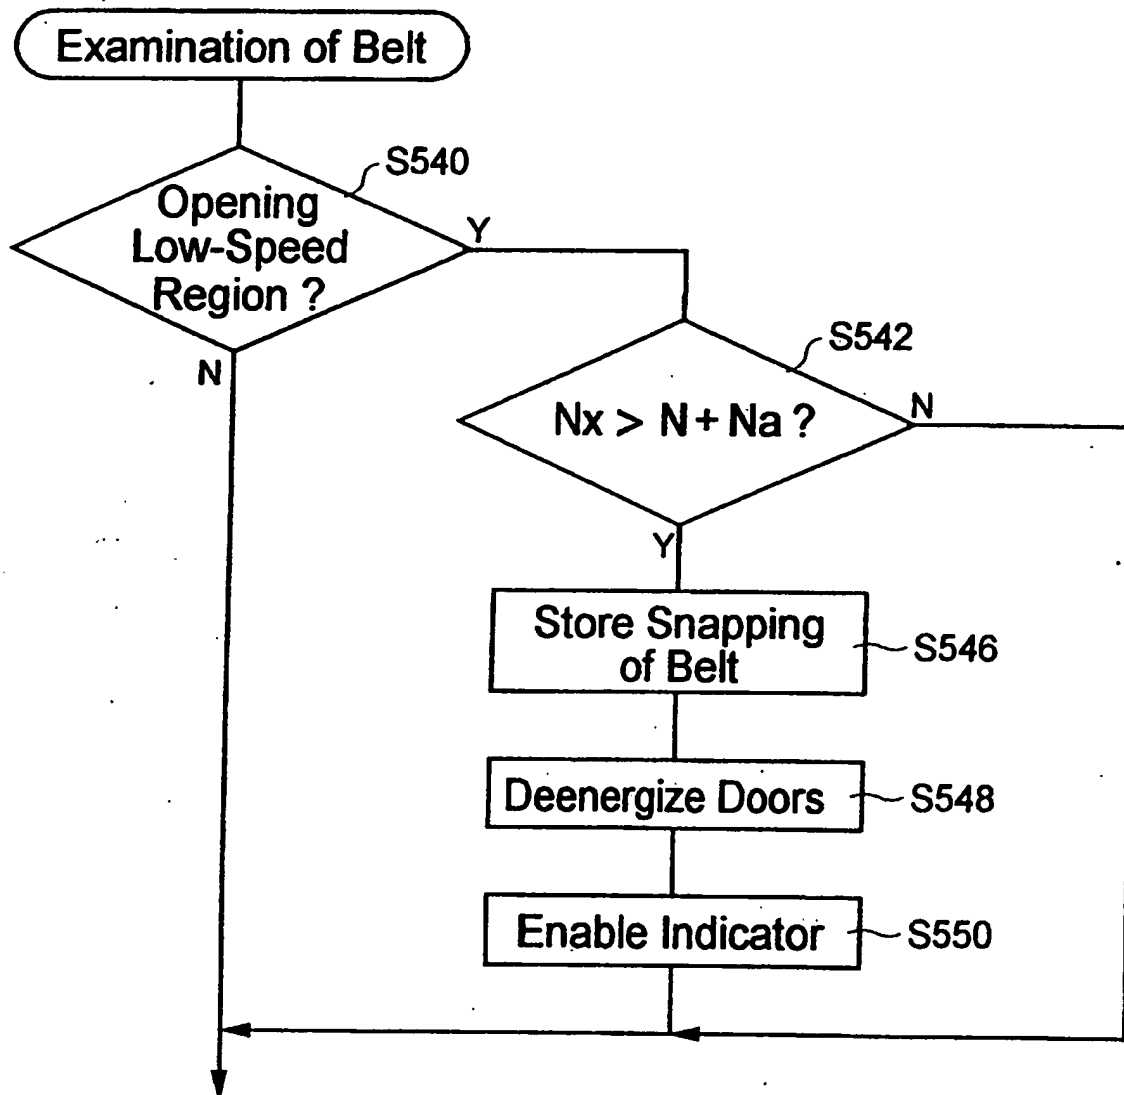 Examination of Belt
S540
Opening
Low-Speed
Region ?
Y
N
S542
Nx > N + Na ?
N
Y
Store Snapping
of Belt
S546
Deenergize Doors
S548
Enable Indicator
S550